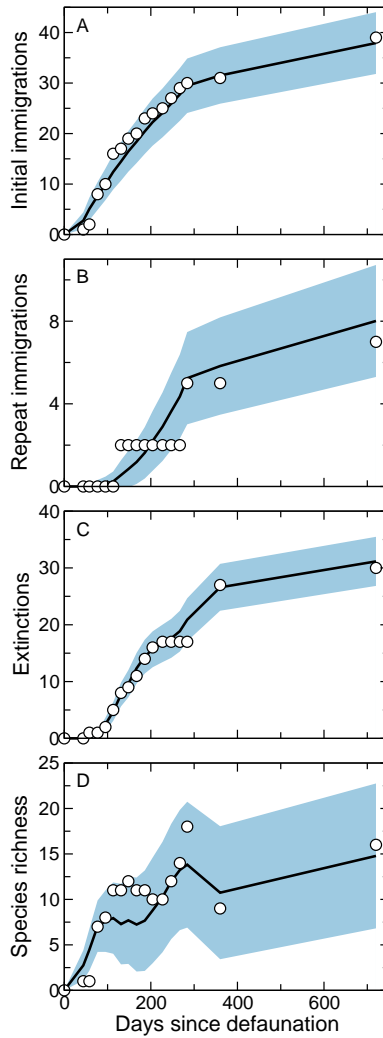 A
40
30
20
10
0
Initial immigrations
B
8
4
0
Repeat immigrations
C
40
30
20
10
0
Extinctions
D
25
20
15
10
5
0
Species richness
0 200 400 600
Days since defaunation